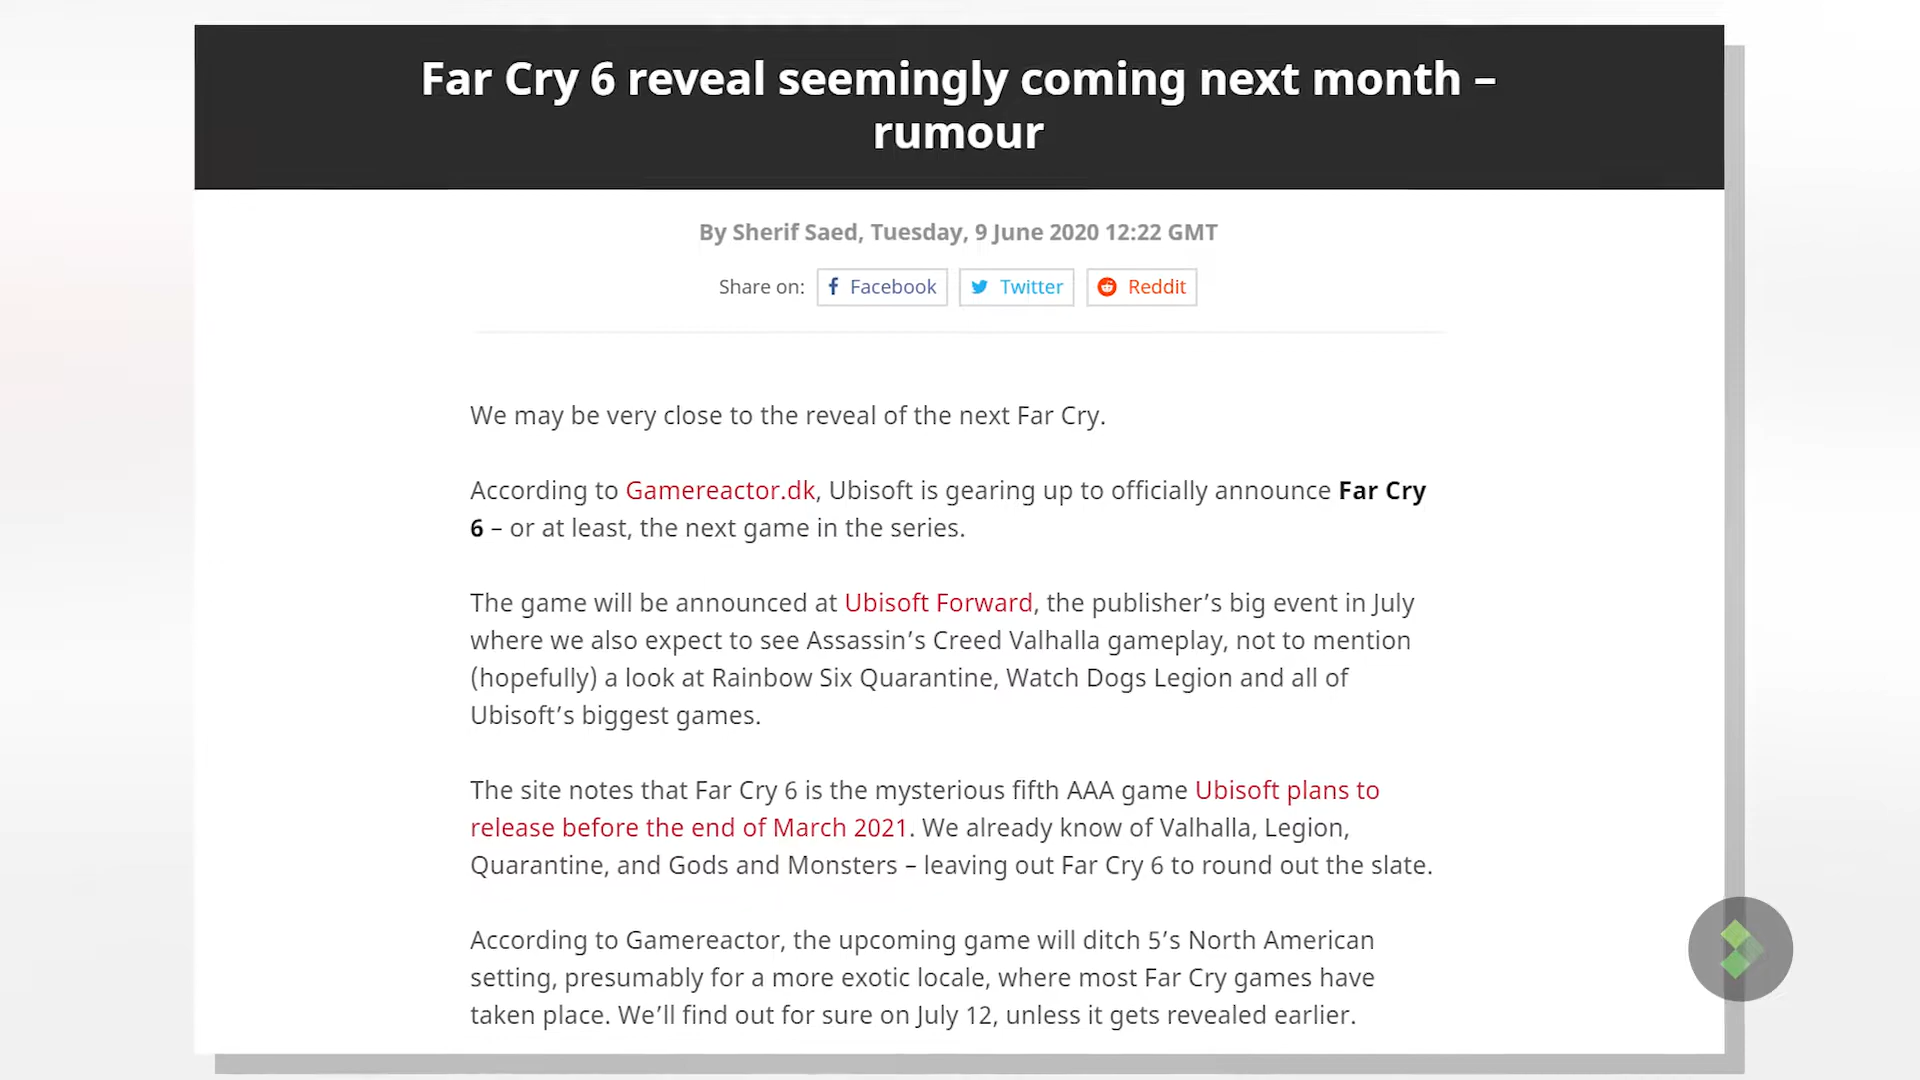 Far Cry 6 reveal seemingly coming next month –
rumour
By Sherif Saed, Tuesday, 9 June 2020 12:22 GMT
Share on: Facebook Twitter Reddit
We may be very close to the reveal of the next Far Cry.
According to Gamereactor.dk, Ubisoft is gearing up to officially announce Far Cry
6 – or at least, the next game in the series.
The game will be announced at Ubisoft Forward, the publisher’s big event in July
where we also expect to see Assassin’s Creed Valhalla gameplay, not to mention
(hopefully) a look at Rainbow Six Quarantine, Watch Dogs Legion and all of
Ubisoft’s biggest games.
The site notes that Far Cry 6 is the mysterious fifth AAA game Ubisoft plans to
release before the end of March 2021. We already know of Valhalla, Legion,
Quarantine, and Gods and Monsters – leaving out Far Cry 6 to round out the slate.
According to Gamereactor, the upcoming game will ditch 5’s North American
setting, presumably for a more exotic locale, where most Far Cry games have
taken place. We’ll find out for sure on July 12, unless it gets revealed earlier.